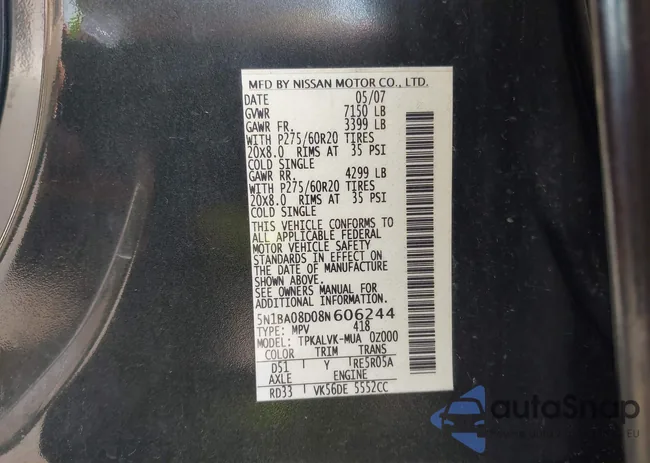 MFD BY NISSAN MOTOR CO., LTD.
DATE 05/07
GVWR 7150 LB
GAWR FR. 3399 LB
WITH P275/60R20 TIRES
20X8.0 RIMS AT 35 PSI
COLD SINGLE
GAWR RR. 4299 LB
WITH P275/60R20 TIRES
20X8.0 RIMS AT 35 PSI
COLD SINGLE
THIS VEHICLE CONFORMS TO
ALL APPLICABLE FEDERAL
MOTOR VEHICLE SAFETY
STANDARDS IN EFFECT ON
THE DATE OF MANUFACTURE
SHOWN ABOVE.
SEE OWNERS MANUAL FOR
ADDITIONAL INFORMATION.
5N1BA08D08N606244
TYPE: MPV 418
MODEL: TPKALVK-MUA 0Z000
COLOR TRIM TRANS
D51 Y RE5R05A
AXLE ENGINE
RD33 VK56DE 5552CC
autoSnap